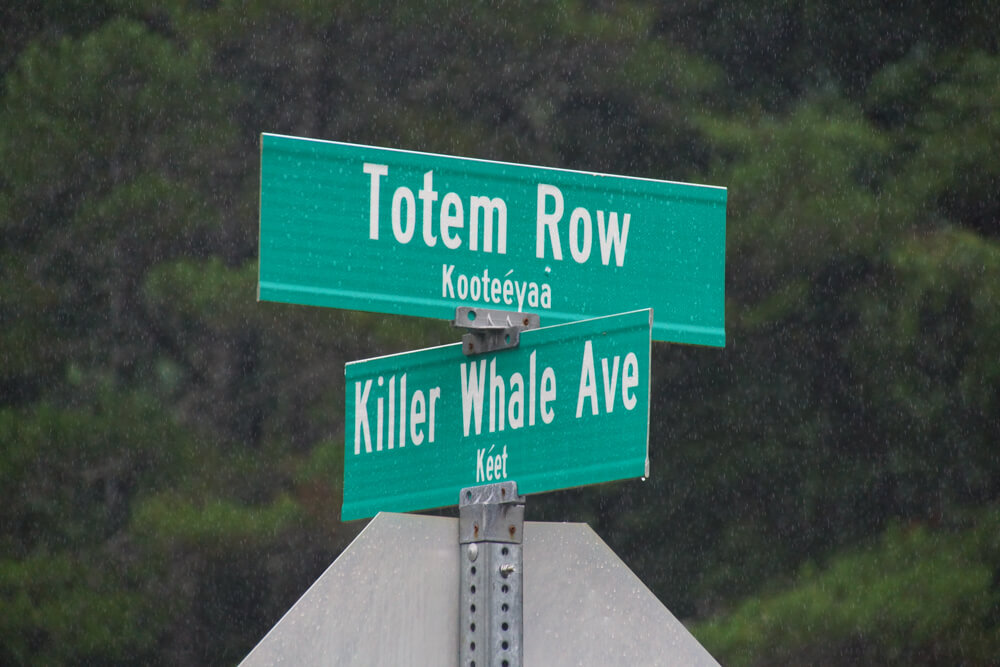 Totem Row
Kooteéyaa
Killer Whale Ave
Kéet